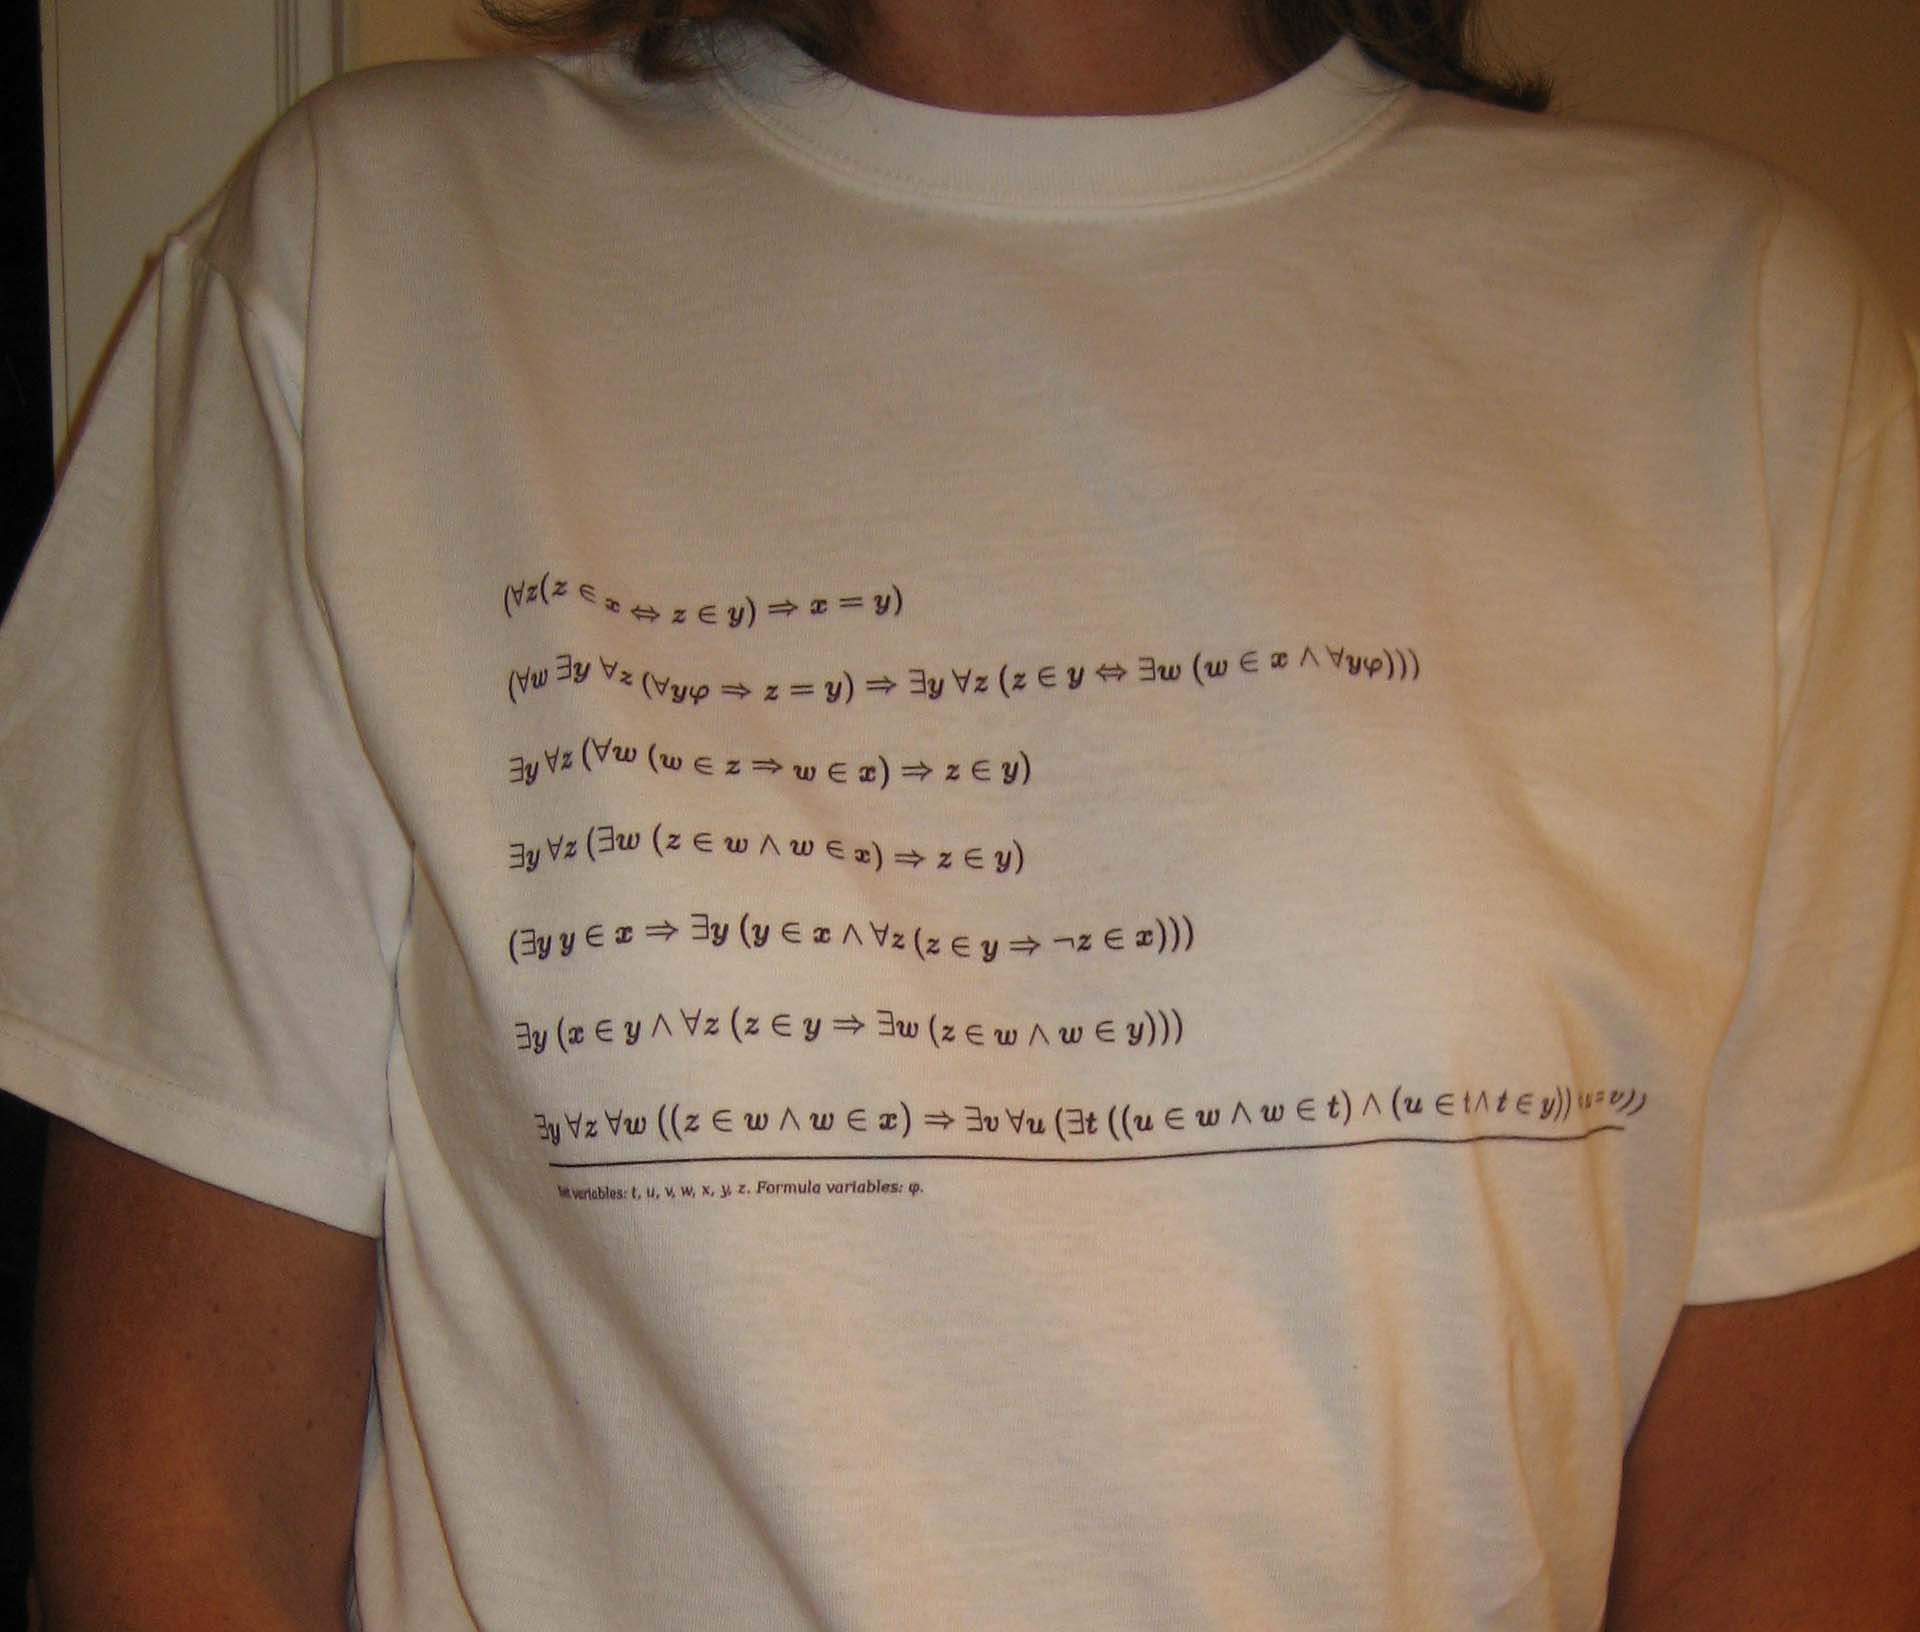 (∀z(z ∈ x ⇔ z ∈ y) ⇒ x = y)
(∀w ∃y ∀z (∀yφ ⇒ z = y) ⇒ ∃y ∀z (z ∈ y ⇔ ∃w (w ∈ x ∧ ∀yφ)))
∃y ∀z (∀w (w ∈ z ⇒ w ∈ x) ⇒ z ∈ y)
∃y ∀z (∃w (z ∈ w ∧ w ∈ x) ⇒ z ∈ y)
(∃y y ∈ x ⇒ ∃y (y ∈ x ∧ ∀z (z ∈ y ⇒ ¬z ∈ x)))
∃y (x ∈ y ∧ ∀z (z ∈ y ⇒ ∃w (z ∈ w ∧ w ∈ y)))
∃y ∀z ∀w ((z ∈ w ∧ w ∈ x) ⇒ ∃v ∀u (∃t ((u ∈ w ∧ w ∈ t) ∧ (u ∈ t ∧ t ∈ y)) u = v))
variables: t, u, v, w, x, y, z. Formula variables: φ.